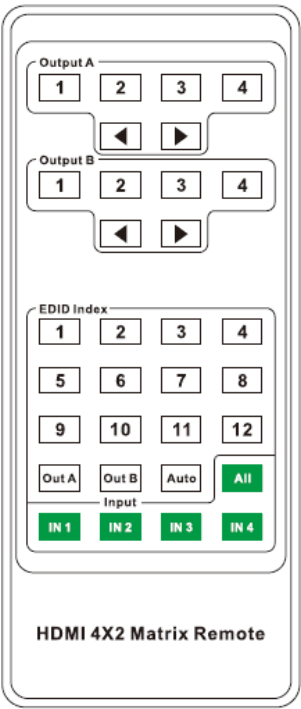 Output A
1 2 3 4
◀ ▶
Output B
1 2 3 4
◀ ▶
EDID Index
1 2 3 4
5 6 7 8
9 10 11 12
Out A Out B Auto All
Input
IN 1 IN 2 IN 3 IN 4
HDMI 4X2 Matrix Remote